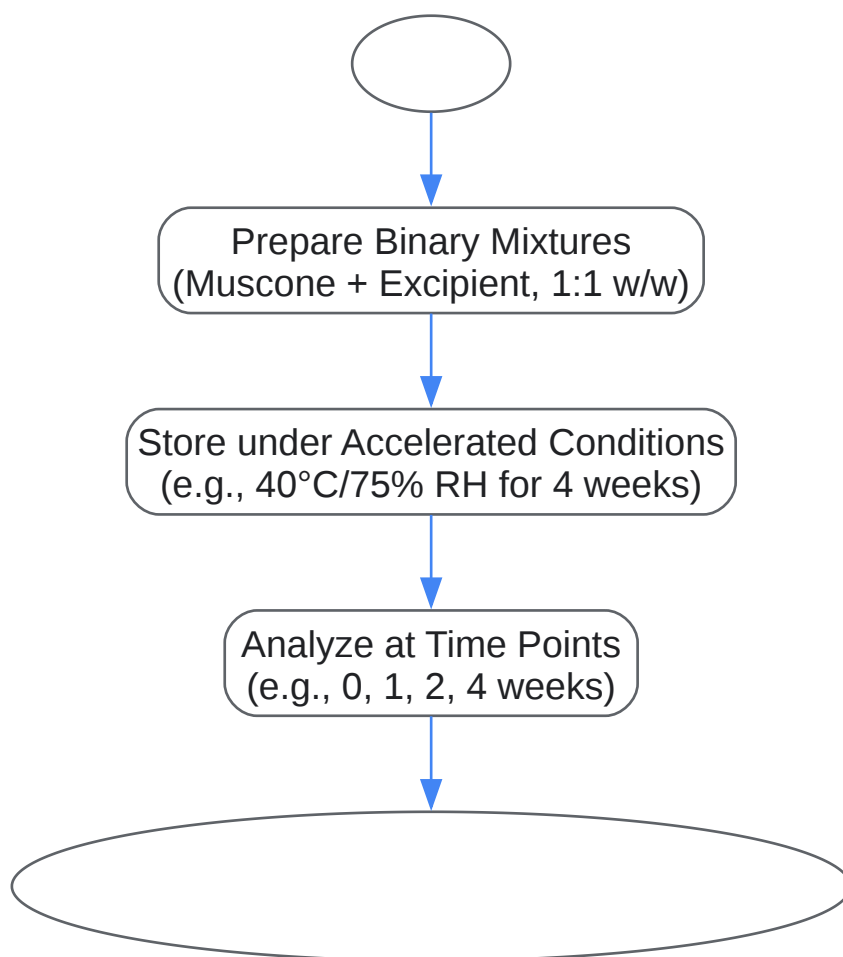 Prepare Binary Mixtures
(Muscone + Excipient, 1:1 w/w)
Store under Accelerated Conditions
(e.g., 40°C/75% RH for 4 weeks)
Analyze at Time Points
(e.g., 0, 1, 2, 4 weeks)